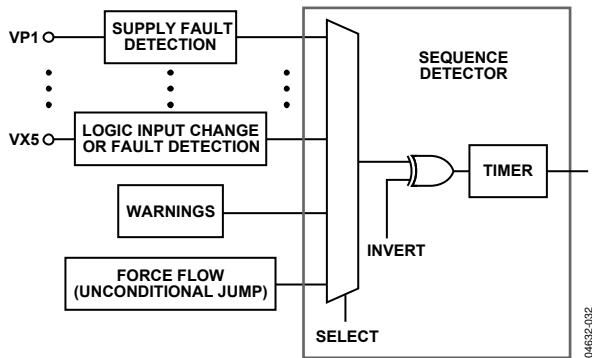 VP1
SUPPLY FAULT
DETECTION
SEQUENCE
DETECTOR
VX5
LOGIC INPUT CHANGE
OR FAULT DETECTION
TIMER
WARNINGS
INVERT
FORCE FLOW
(UNCONDITIONAL JUMP)
SELECT
04632-032